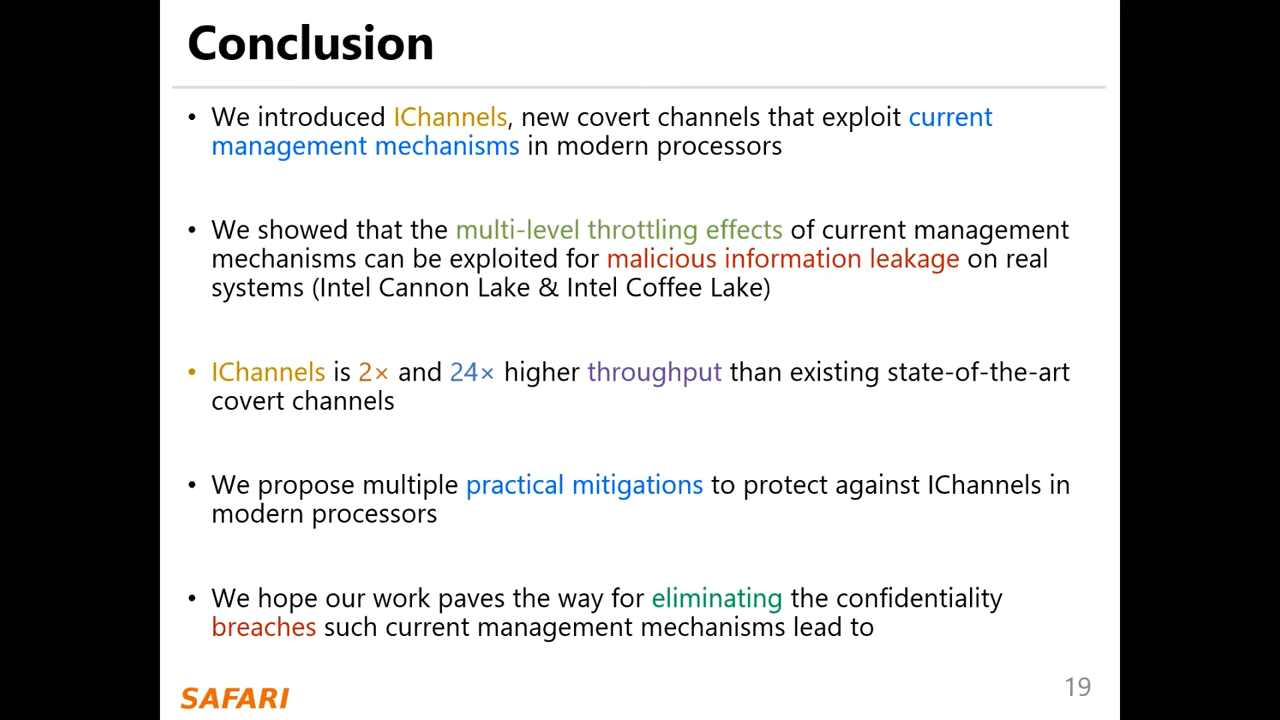 Conclusion
• We introduced IChannels, new covert channels that exploit current
management mechanisms in modern processors
• We showed that the multi-level throttling effects of current management
mechanisms can be exploited for malicious information leakage on real
systems (Intel Cannon Lake & Intel Coffee Lake)
• IChannels is 2× and 24× higher throughput than existing state-of-the-art
covert channels
• We propose multiple practical mitigations to protect against IChannels in
modern processors
• We hope our work paves the way for eliminating the confidentiality
breaches such current management mechanisms lead to
SAFARI
19